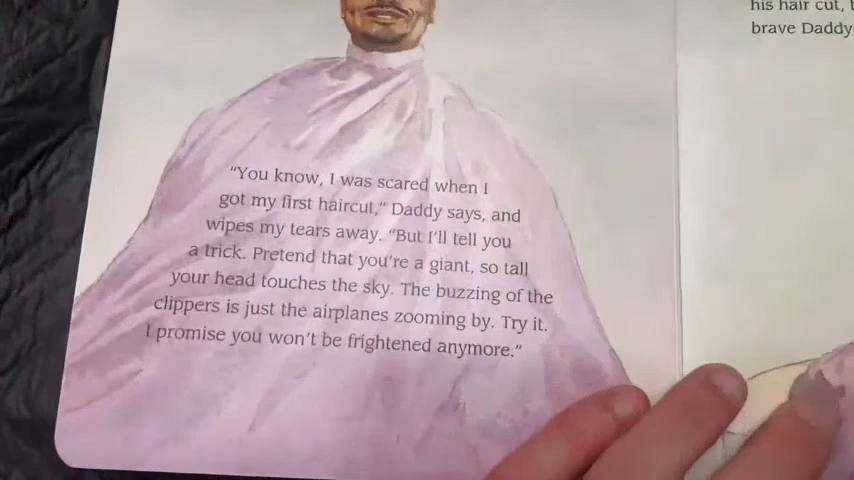 "You know, I was scared when I
got my first haircut," Daddy says, and
wipes my tears away. "But I'll tell you
a trick. Pretend that you're a giant, so tall
your head touches the sky. The buzzing of the
clippers is just the airplanes zooming by. Try it.
I promise you won't be frightened anymore."
his hair cut,
brave Daddy